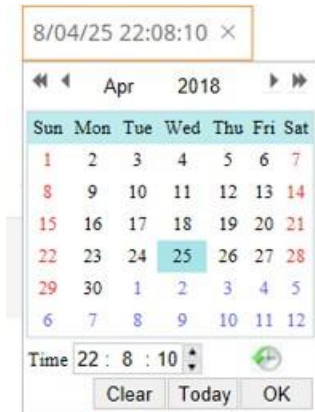 8/04/25 22:08:10 ×
Apr 2018
Sun Mon Tue Wed Thu Fri Sat
1 2 3 4 5 6 7
8 9 10 11 12 13 14
15 16 17 18 19 20 21
22 23 24 25 26 27 28
29 30 1 2 3 4 5
6 7 8 9 10 11 12
Time 22 : 8 : 10
Clear Today OK